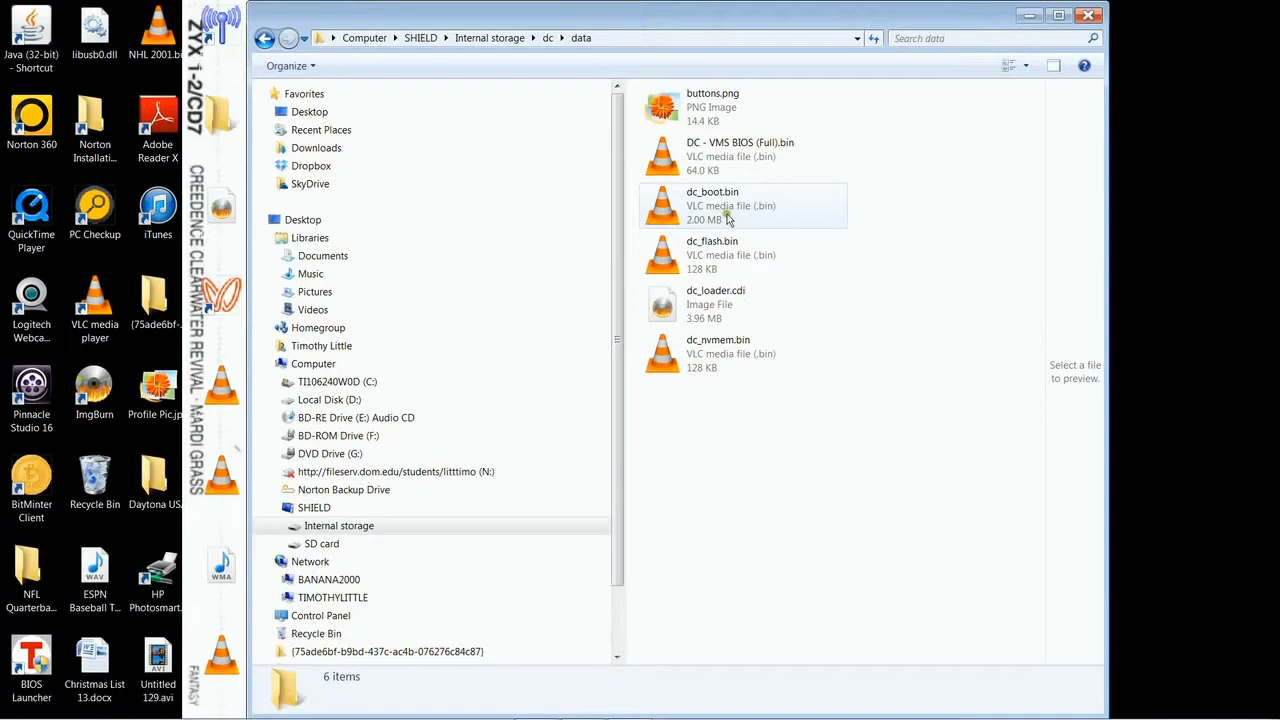 Java (32-bit)
- Shortcut
libusb0.dll
NHL 2001.bi
Norton 360
Norton
Installati...
Adobe
Reader X
QuickTime
Player
PC Checkup
iTunes
Logitech
Webca...
VLC media
player
{75ade6bf-...
Pinnacle
Studio 16
ImgBurn
Profile Pic.jp
BitMinter
Client
Recycle Bin
Daytona US
NFL
Quarterba...
ESPN
Baseball T...
HP
Photosmart
BIOS
Launcher
Christmas List
13.docx
Untitled
129.avi
ZYX 1-2/CD7
CREEDENCE CLEARWATER REVIVAL · MARDI GRASS
FANTASY
WMA
WAV
AVI
Computer
SHIELD
Internal storage
dc
data
Search data
Organize
Favorites
Desktop
Recent Places
Downloads
Dropbox
SkyDrive
Desktop
Libraries
Documents
Music
Pictures
Videos
Homegroup
Timothy Little
Computer
TI106240W0D (C:)
Local Disk (D:)
BD-RE Drive (E:) Audio CD
BD-ROM Drive (F:)
DVD Drive (G:)
http://fileserv.dom.edu/students/litttimo (N:)
Norton Backup Drive
SHIELD
Internal storage
SD card
Network
BANANA2000
TIMOTHYLITTLE
Control Panel
Recycle Bin
{75ade6bf-b9bd-437c-ac4b-076276c84c87}
buttons.png
PNG Image
14.4 KB
DC - VMS BIOS (Full).bin
VLC media file (.bin)
64.0 KB
dc_boot.bin
VLC media file (.bin)
2.00 MB
dc_flash.bin
VLC media file (.bin)
128 KB
dc_loader.cdi
Image File
3.96 MB
dc_nvmem.bin
VLC media file (.bin)
128 KB
Select a file
to preview.
6 items